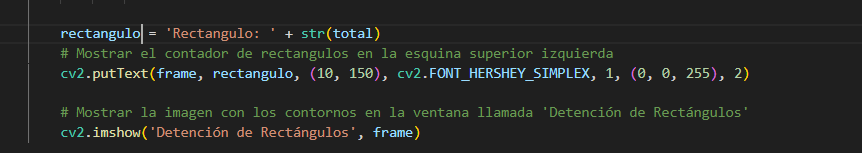 rectangulo = 'Rectangulo: ' + str(total)
# Mostrar el contador de rectangulos en la esquina superior izquierda
cv2.putText(frame, rectangulo, (10, 150), cv2.FONT_HERSHEY_SIMPLEX, 1, (0, 0, 255), 2)
# Mostrar la imagen con los contornos en la ventana llamada 'Detención de Rectángulos'
cv2.imshow('Detención de Rectángulos', frame)